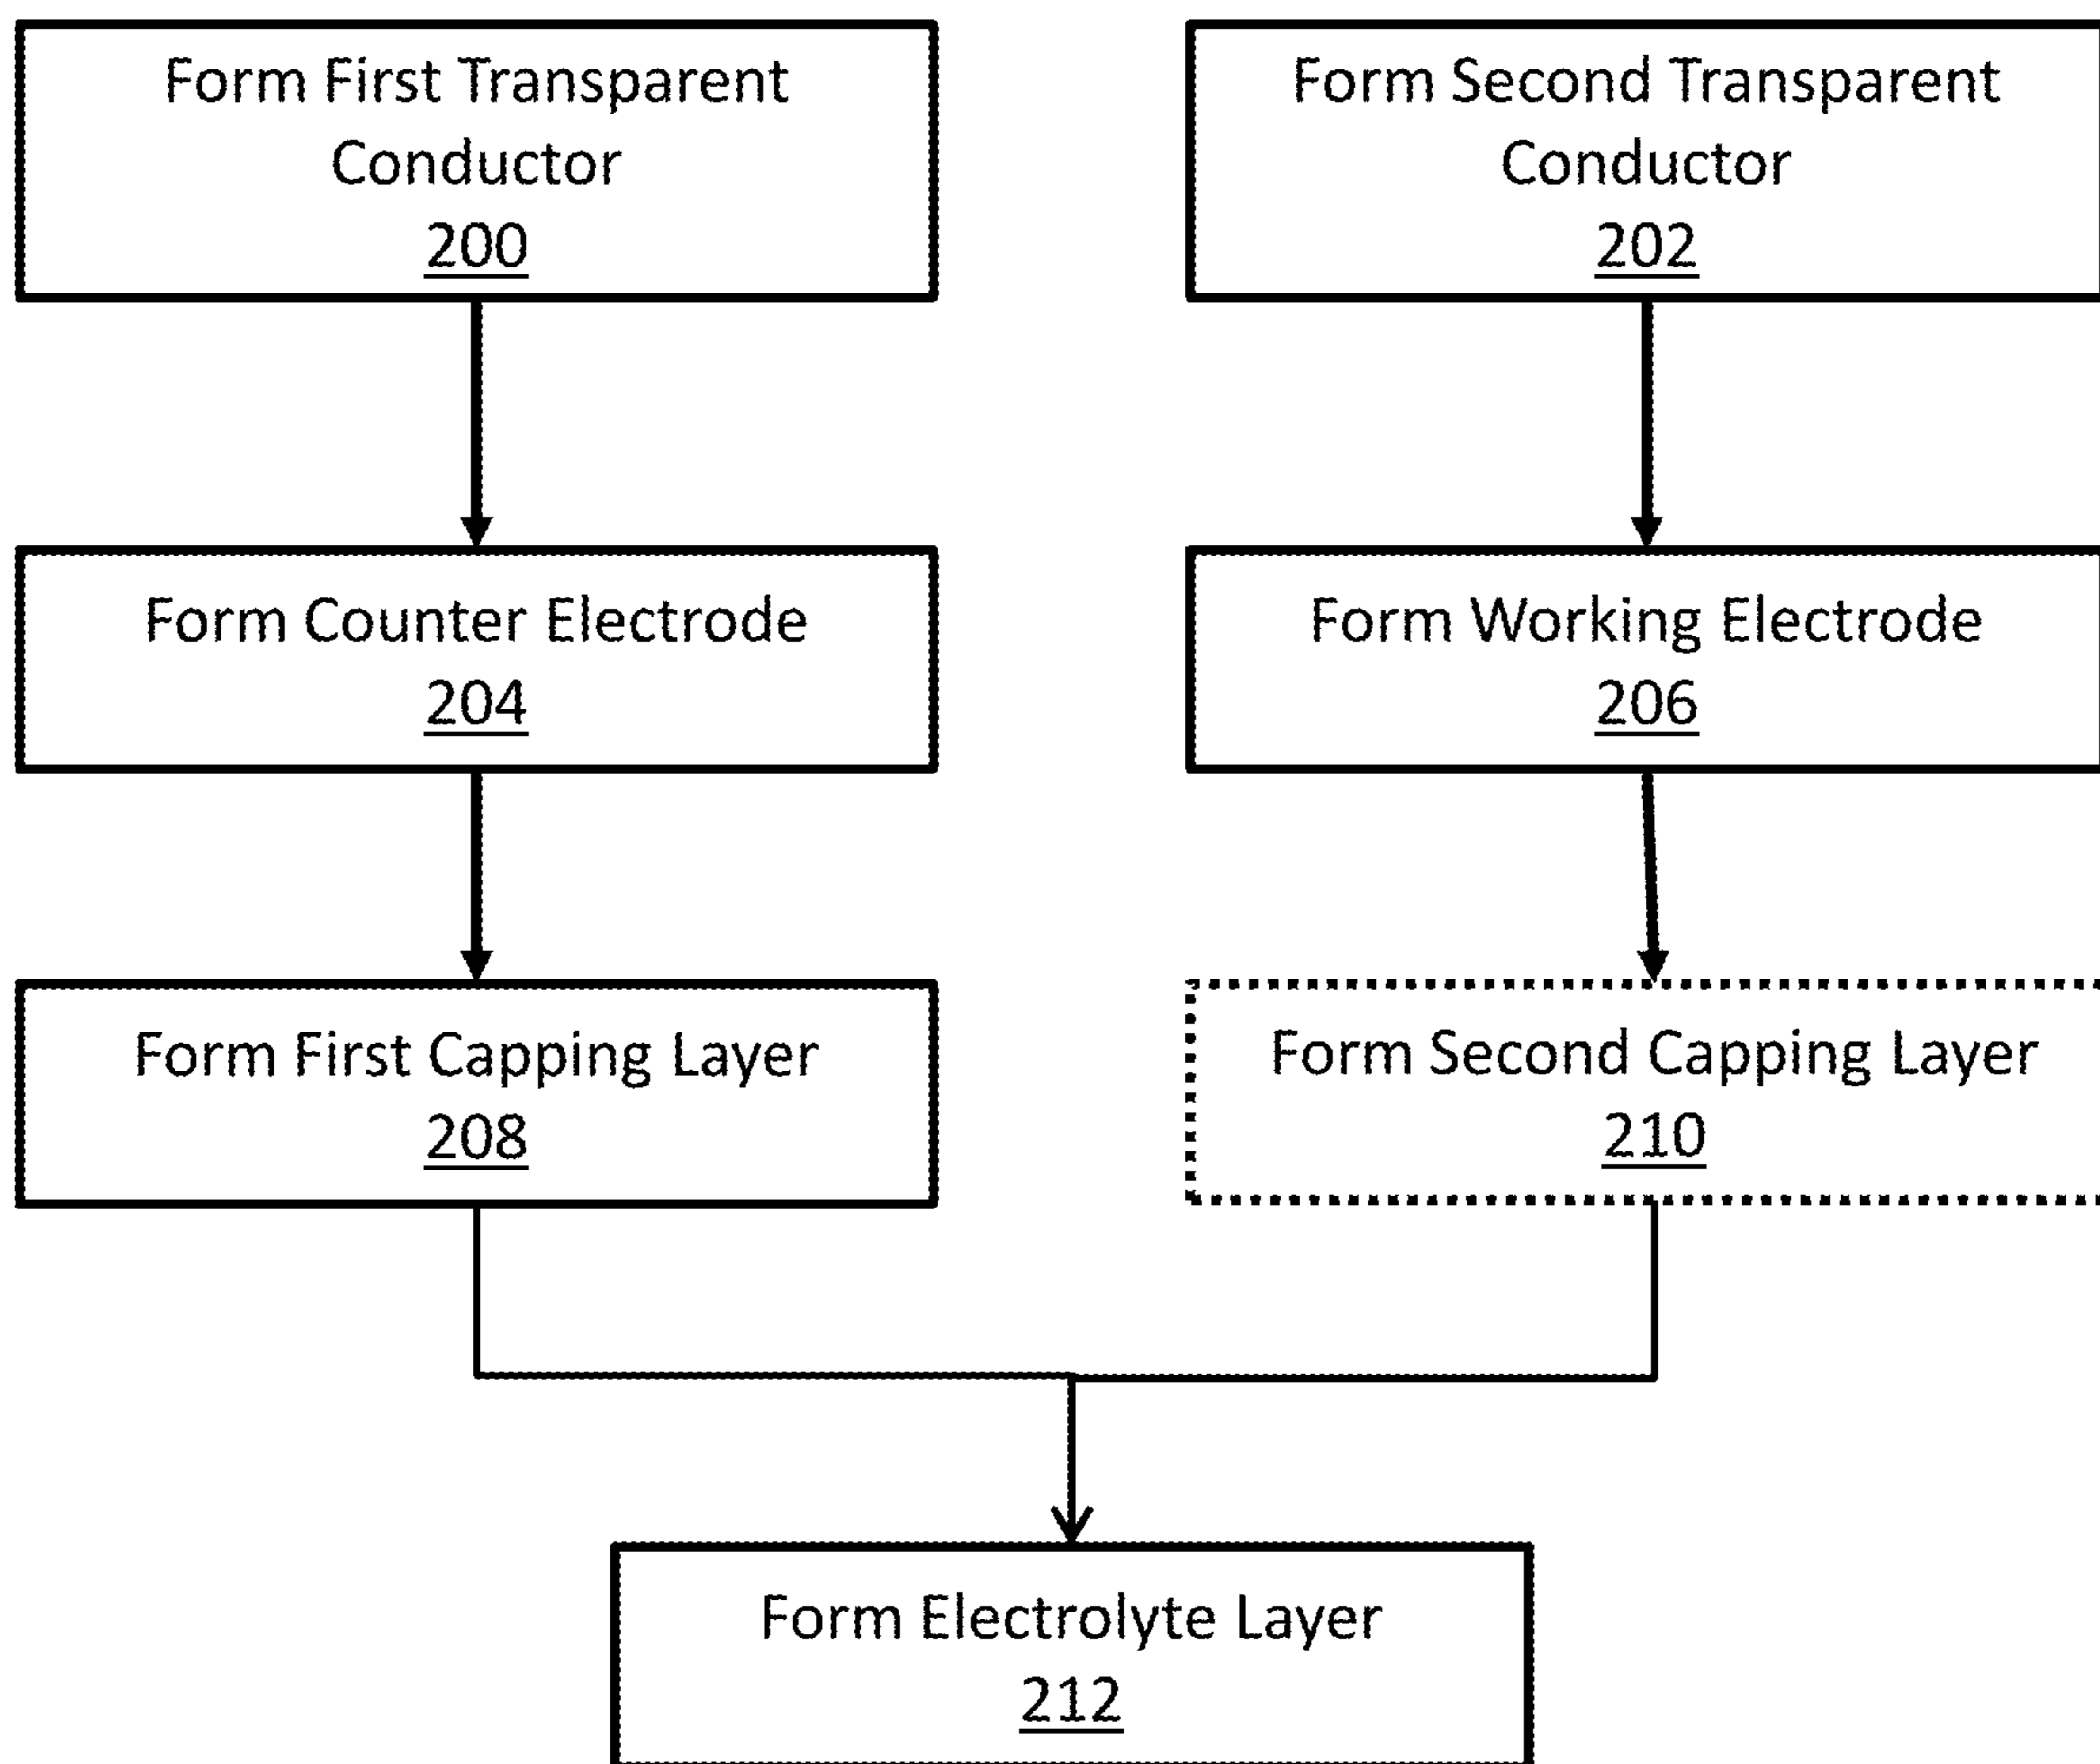 Form First Transparent
Conductor
200
Form Second Transparent
Conductor
202
Form Counter Electrode
204
Form Working Electrode
206
Form First Capping Layer
208
Form Second Capping Layer
210
Form Electrolyte Layer
212